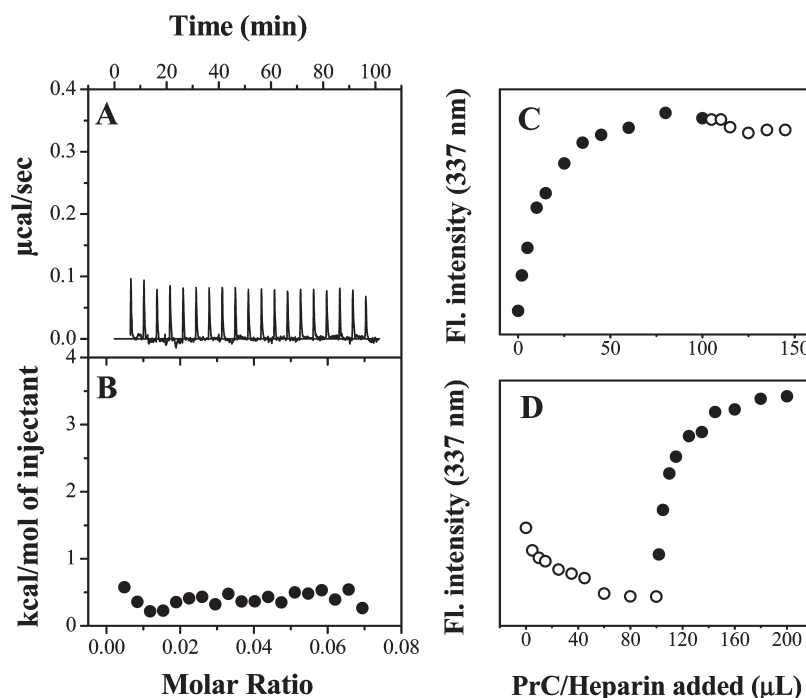 Time (min)
0 20 40 60 80 100
A
0.4
0.3
0.2
0.1
0.0
μcal/sec
B
4
3
2
1
0
kcal/mol of injectant
0.00 0.02 0.04 0.06 0.08
Molar Ratio
C
Fl. intensity (337 nm)
0 50 100 150
D
Fl. intensity (337 nm)
0 40 80 120 160 200
PrC/Heparin added (μL)